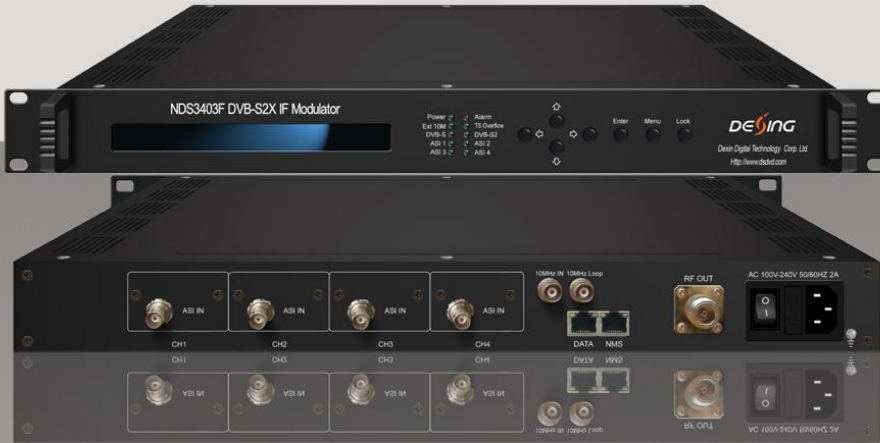 NDS3403F DVB-S2X IF Modulator
Power Alarm
Ext 10M TS Overflow
DVB-S DVB-S2
ASI 1 ASI 2
ASI 3 ASI 4
Enter Menu Lock
DEXING
Dexin Digital Technology Corp. Ltd.
Http://www.dsdvd.com
10MHz IN 10MHz Loop
RF OUT
AC 100V-240V 50/60HZ 2A
ASI IN ASI IN ASI IN ASI IN
CH1 CH2 CH3 CH4
DATA NMS